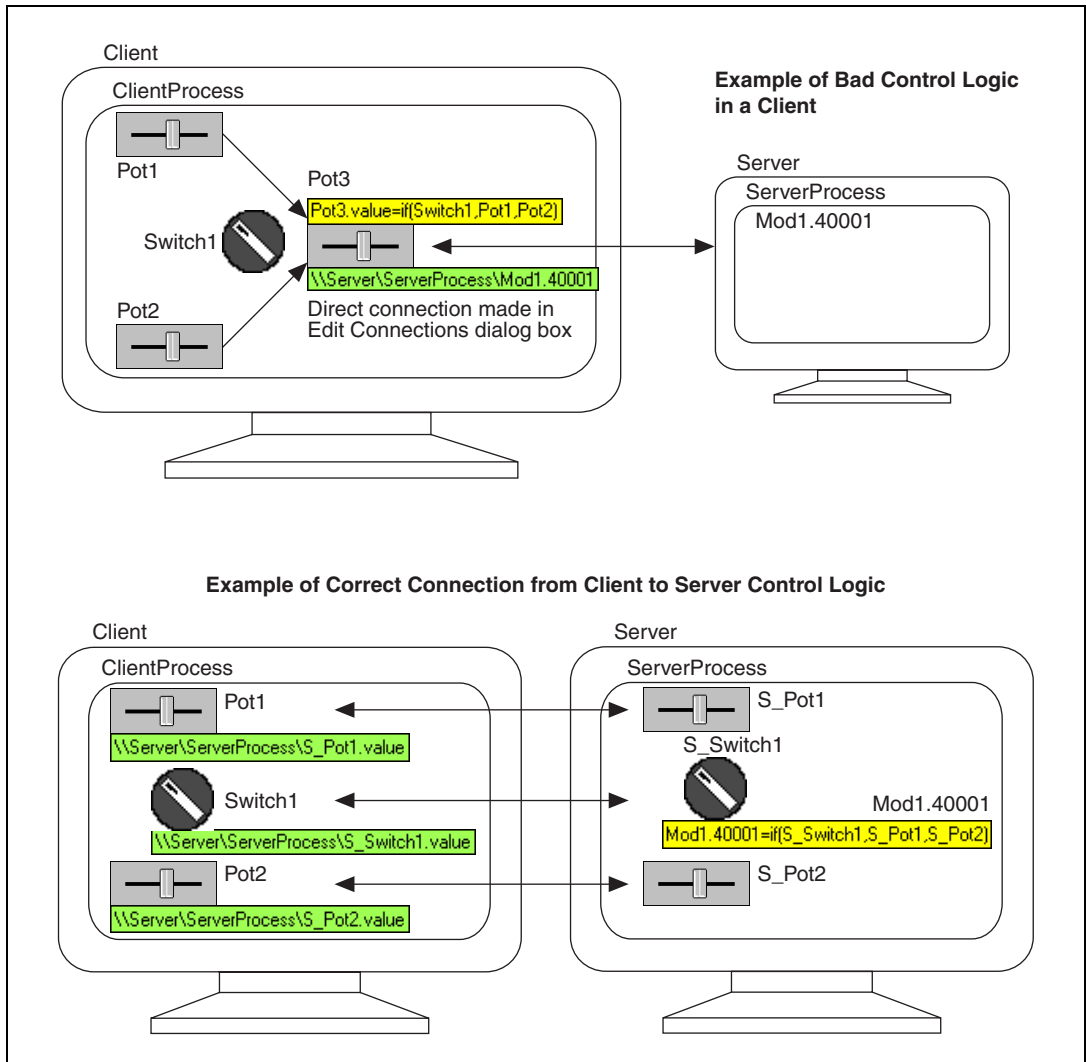 Client
ClientProcess
Pot1
Switch1
Pot2
Pot3
Pot3.value=if(Switch1,Pot1,Pot2)
\\Server\ServerProcess\Mod1.40001
Direct connection made in
Edit Connections dialog box
Example of Bad Control Logic
in a Client
Server
ServerProcess
Mod1.40001
Example of Correct Connection from Client to Server Control Logic
Client
ClientProcess
Pot1
\\Server\ServerProcess\S_Pot1.value
Switch1
\\Server\ServerProcess\S_Switch1.value
Pot2
\\Server\ServerProcess\S_Pot2.value
Server
ServerProcess
S_Pot1
S_Switch1
Mod1.40001
Mod1.40001=if(S_Switch1,S_Pot1,S_Pot2)
S_Pot2